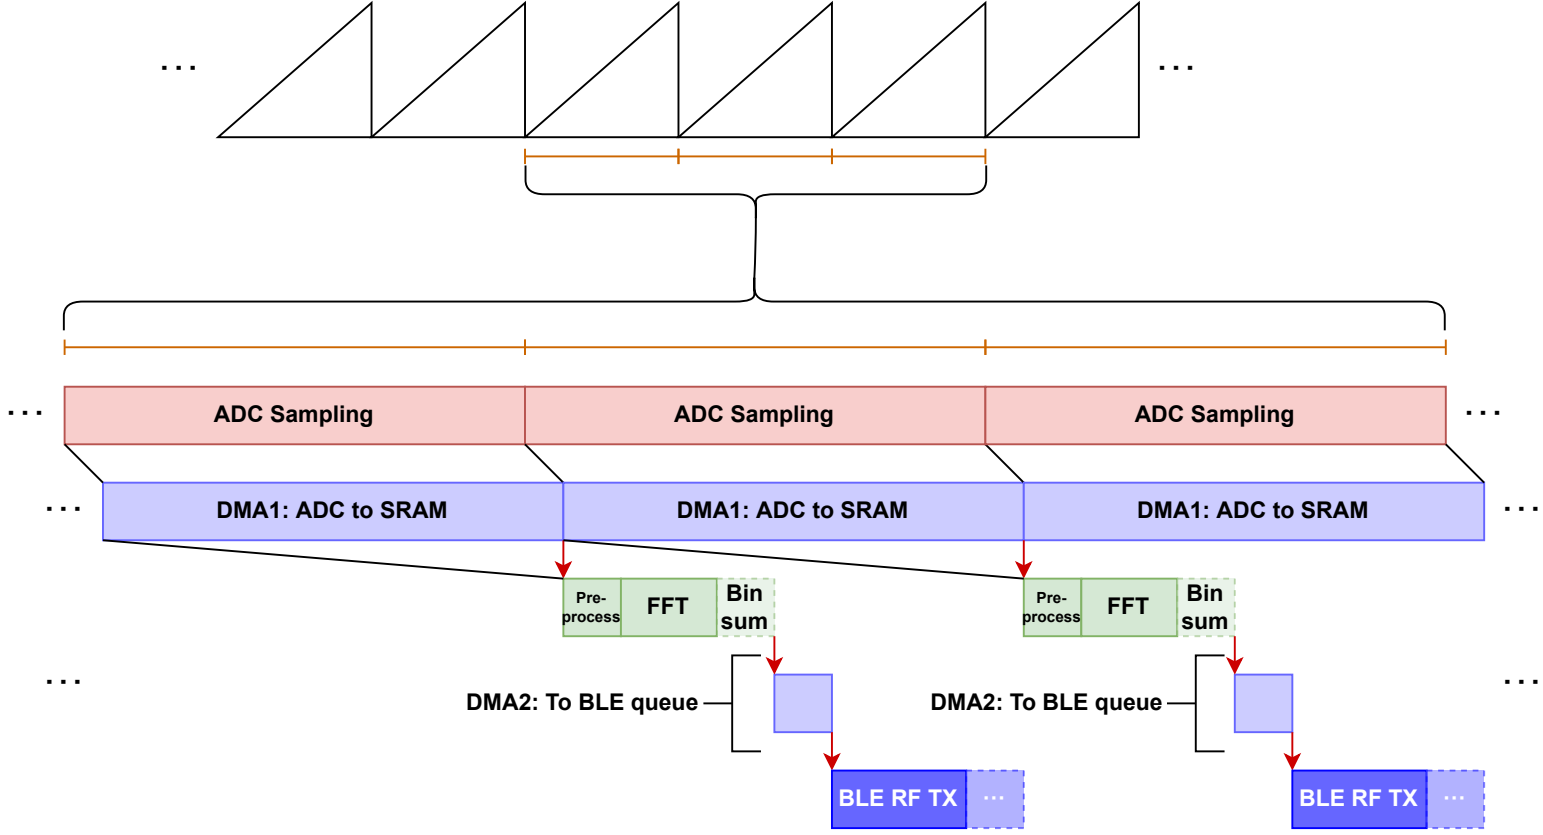 ...
...
...
ADC Sampling
ADC Sampling
ADC Sampling
...
...
DMA1: ADC to SRAM
DMA1: ADC to SRAM
DMA1: ADC to SRAM
...
Pre-
process
FFT
Bin
sum
Pre-
process
FFT
Bin
sum
...
DMA2: To BLE queue
DMA2: To BLE queue
...
BLE RF TX
...
BLE RF TX
...